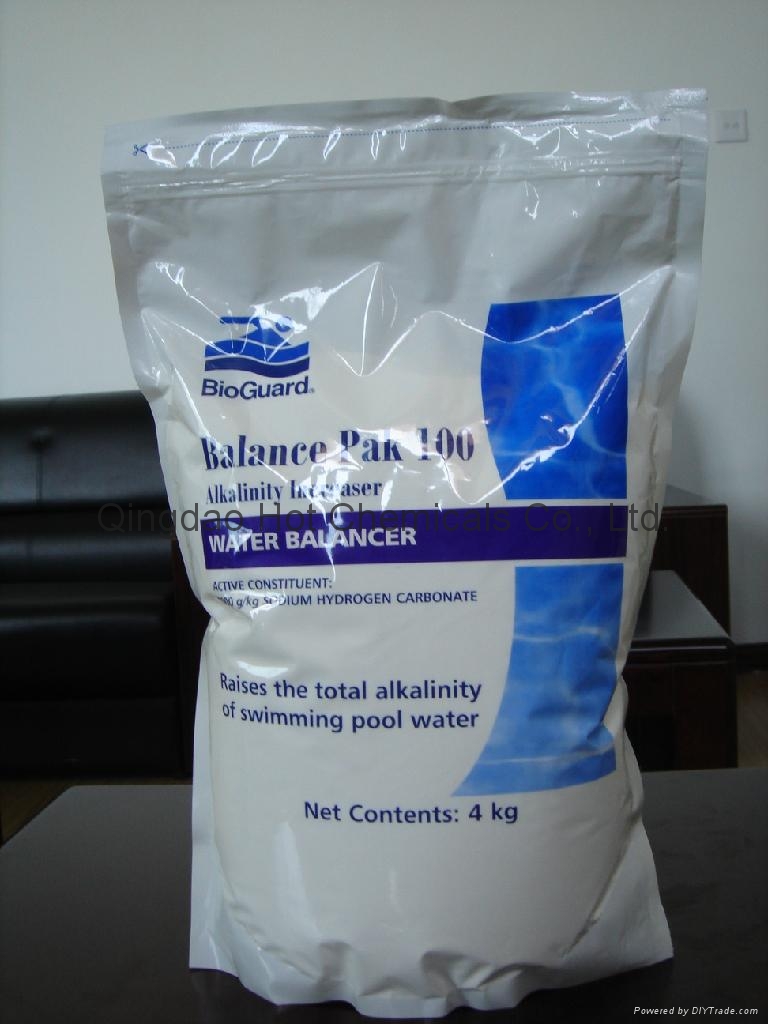 BioGuard
Balance Pak 100
Alkalinity Increaser
Qingdao Hot Chemicals Co., Ltd.
WATER BALANCER
ACTIVE CONSTITUENT:
g/kg SODIUM HYDROGEN CARBONATE
Raises the total alkalinity
of swimming pool water
Net Contents: 4 kg
Powered by DIYTrade.com